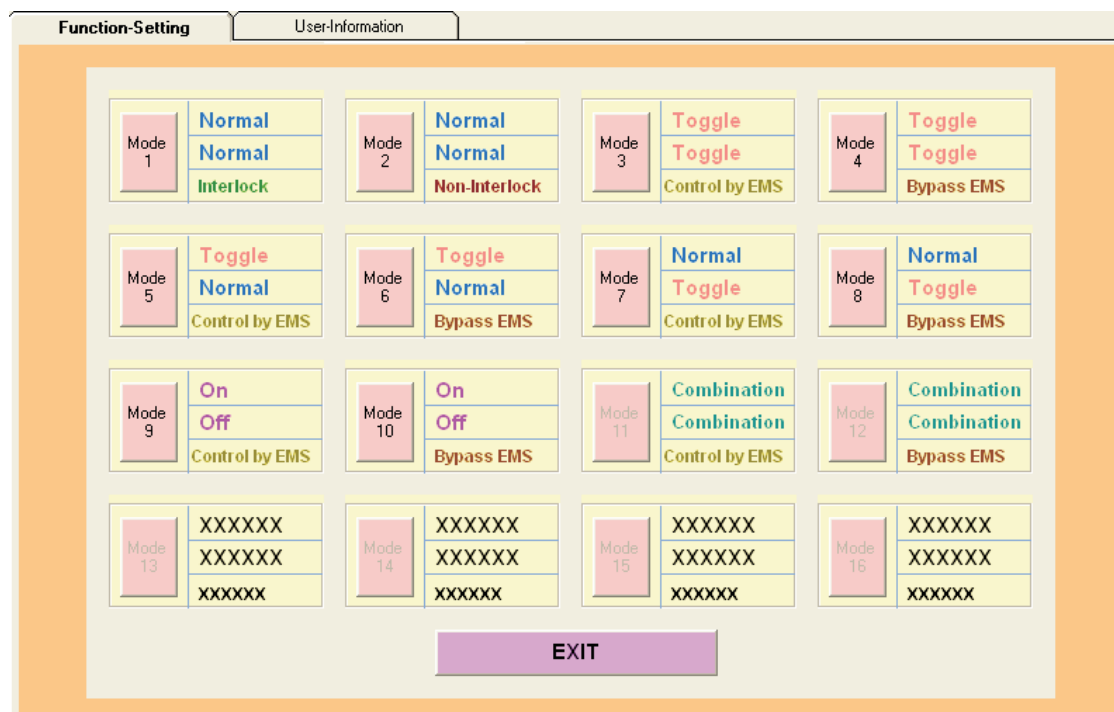 Function-Setting User-Information
Mode 1 Normal Normal Interlock
Mode 2 Normal Normal Non-Interlock
Mode 3 Toggle Toggle Control by EMS
Mode 4 Toggle Toggle Bypass EMS
Mode 5 Toggle Normal Control by EMS
Mode 6 Toggle Normal Bypass EMS
Mode 7 Normal Toggle Control by EMS
Mode 8 Normal Toggle Bypass EMS
Mode 9 On Off Control by EMS
Mode 10 On Off Bypass EMS
Mode 11 Combination Combination Control by EMS
Mode 12 Combination Combination Bypass EMS
Mode 13 XXXXXX XXXXXX XXXXXX
Mode 14 XXXXXX XXXXXX XXXXXX
Mode 15 XXXXXX XXXXXX XXXXXX
Mode 16 XXXXXX XXXXXX XXXXXX
EXIT